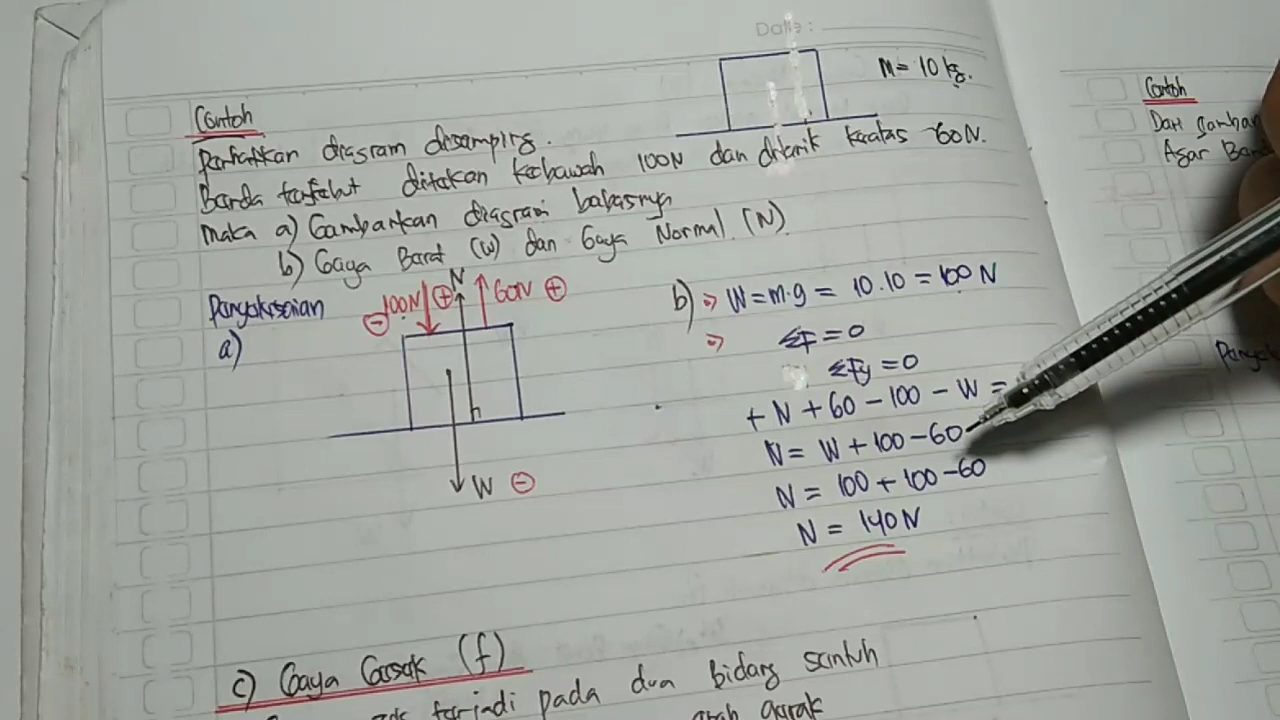 Date:
M = 10 kg.
Contoh
Perhatikan diagram disamping.
Benda tersebut ditekan kebawah 100N dan ditarik keatas 60N.
Maka a) Gambarkan diagram bebasnya
b) Gaya Berat (W) dan Gaya Normal (N)
Penyelesaian
a)
100N
N
60N
W
b) => W = m.g = 10.10 = 100 N
=> ΣF = 0
ΣFy = 0
+ N + 60 - 100 - W =
N = W + 100 - 60
N = 100 + 100 - 60
N = 140 N
c) Gaya Gesek (f)
terjadi pada dua bidang sentuh
arah gerak
Contoh
Dari gambar
Agar